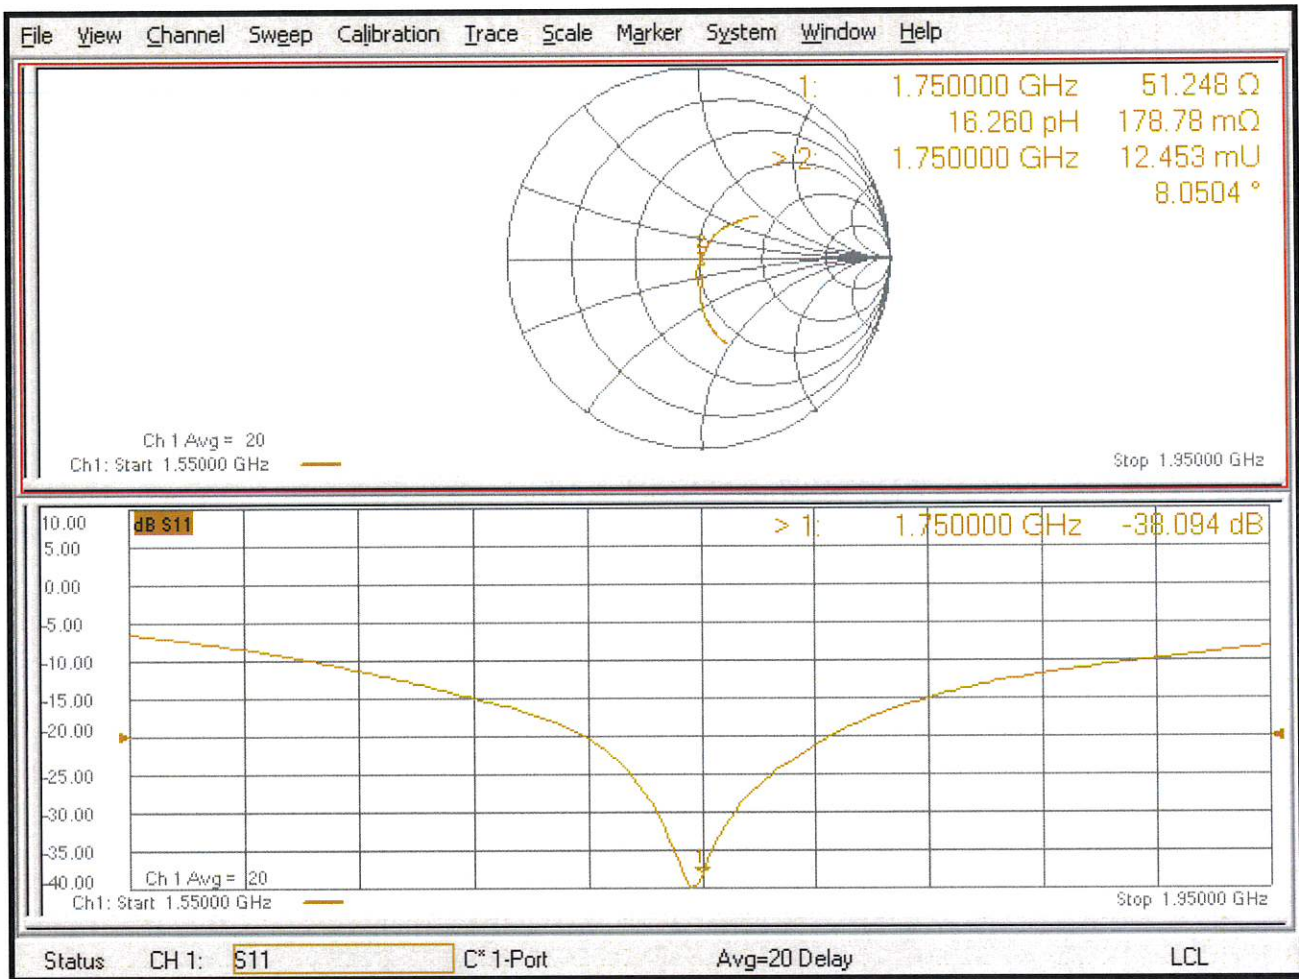 File View Channel Sweep Calibration Trace Scale Marker System Window Help
1: 1.750000 GHz 51.248 Ω
16.260 pH 178.78 mΩ
> 2: 1.750000 GHz 12.453 mU
8.0504 °
Ch 1 Avg = 20
Ch1: Start 1.55000 GHz
Stop 1.95000 GHz
10.00
dB S11
> 1: 1.750000 GHz -38.094 dB
5.00
0.00
-5.00
-10.00
-15.00
-20.00
-25.00
-30.00
-35.00
1
-40.00
Ch 1 Avg = 20
Ch1: Start 1.55000 GHz
Stop 1.95000 GHz
Status CH 1: S11 C* 1-Port Avg=20 Delay LCL